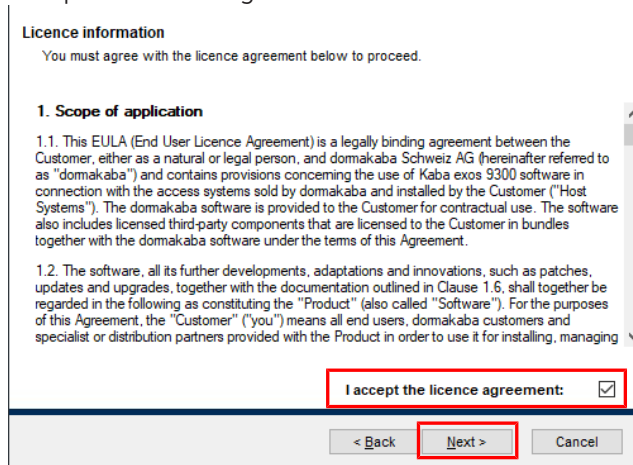 Licence information
You must agree with the licence agreement below to proceed.
1. Scope of application
1.1. This EULA (End User Licence Agreement) is a legally binding agreement between the
Customer, either as a natural or legal person, and dormakaba Schweiz AG (hereinafter referred to
as "dormakaba") and contains provisions concerning the use of Kaba exos 9300 software in
connection with the access systems sold by dormakaba and installed by the Customer ("Host
Systems"). The dormakaba software is provided to the Customer for contractual use. The software
also includes licensed third-party components that are licensed to the Customer in bundles
together with the dormakaba software under the terms of this Agreement.
1.2. The software, all its further developments, adaptations and innovations, such as patches,
updates and upgrades, together with the documentation outlined in Clause 1.6, shall together be
regarded in the following as constituting the "Product" (also called "Software"). For the purposes
of this Agreement, the "Customer" ("you") means all end users, dormakaba customers and
specialist or distribution partners provided with the Product in order to use it for installing, managing
I accept the licence agreement:
< Back Next > Cancel